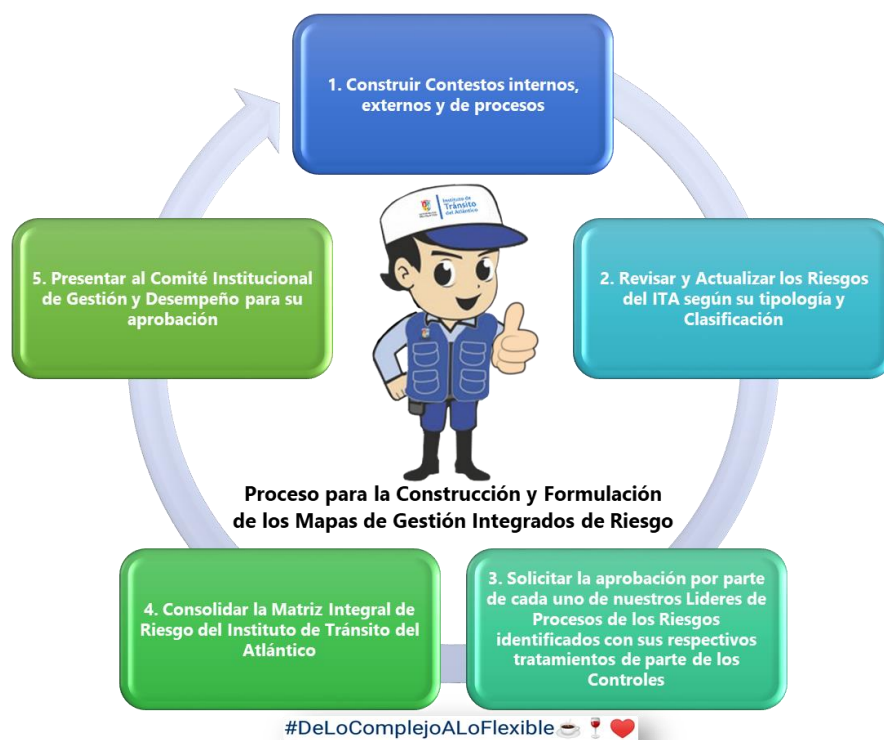 1. Construir Contestos internos,
externos y de procesos
2. Revisar y Actualizar los Riesgos
del ITA según su tipología y
Clasificación
3. Solicitar la aprobación por parte
de cada uno de nuestros Lideres de
Procesos de los Riesgos
identificados con sus respectivos
tratamientos de parte de los
Controles
4. Consolidar la Matriz Integral de
Riesgo del Instituto de Tránsito del
Atlántico
5. Presentar al Comité Institucional
de Gestión y Desempeño para su
aprobación
Instituto de
Tránsito
del Atlántico
Proceso para la Construcción y Formulación
de los Mapas de Gestión Integrados de Riesgo
#DeLoComplejoALoFlexible☕🍷❤️